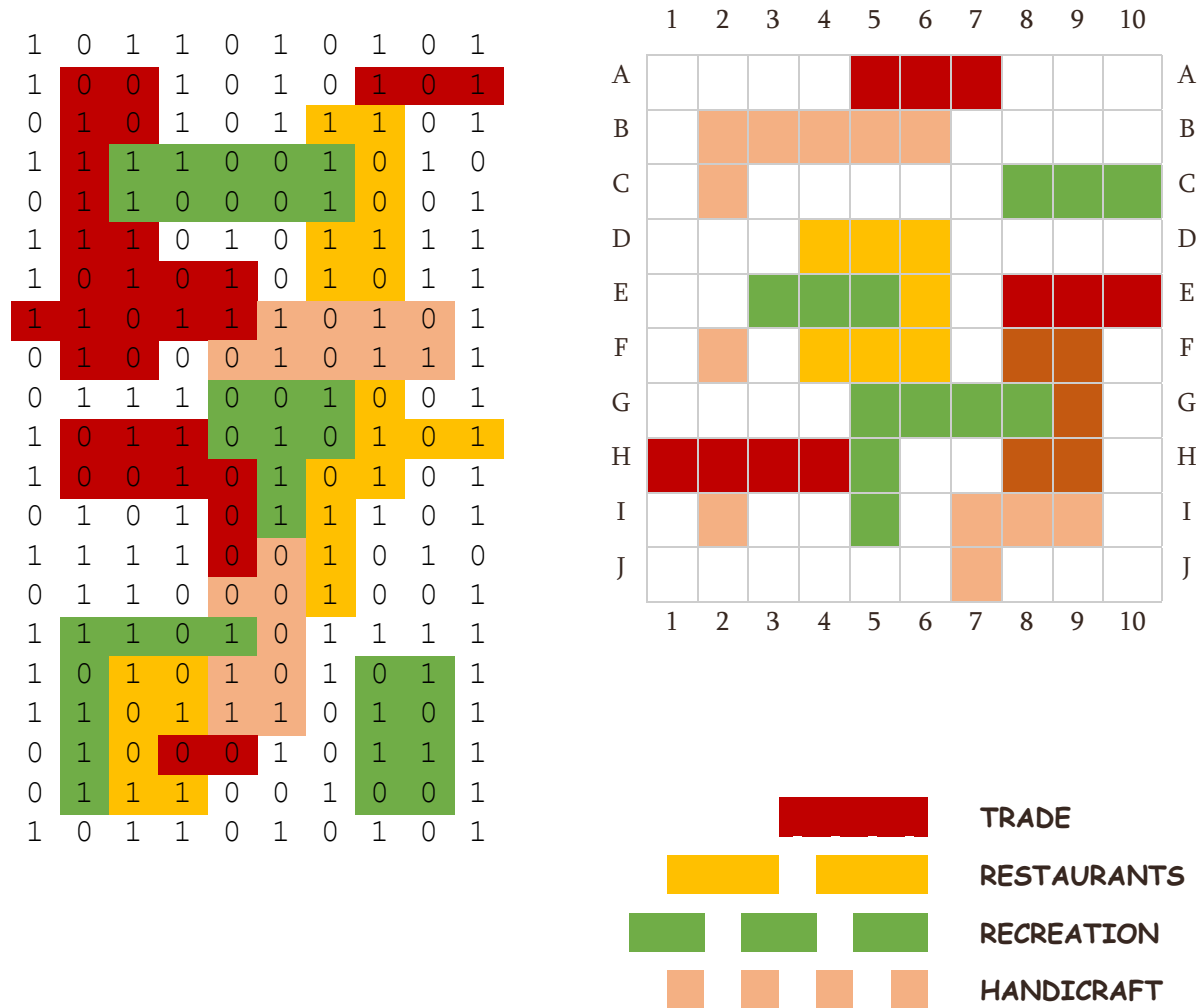 1 0 1 1 0 1 0 1 0 1
1 0 0 1 0 1 0 1 0 1
0 1 0 1 0 1 1 1 0 1
1 1 1 1 0 0 1 0 1 0
0 1 1 0 0 0 1 0 0 1
1 1 1 0 1 0 1 1 1 1
1 0 1 0 1 0 1 0 1 1
1 1 0 1 1 1 0 1 0 1
0 1 0 0 0 1 0 1 1 1
0 1 1 1 0 0 1 0 0 1
1 0 1 1 0 1 0 1 0 1
1 0 0 1 0 1 0 1 0 1
0 1 0 1 0 1 1 1 0 1
1 1 1 1 0 0 1 0 1 0
0 1 1 0 0 0 1 0 0 1
1 1 1 0 1 0 1 1 1 1
1 0 1 0 1 0 1 0 1 1
1 1 0 1 1 1 0 1 0 1
0 1 0 0 0 1 0 1 1 1
0 1 1 1 0 0 1 0 0 1
1 0 1 1 0 1 0 1 0 1
1 2 3 4 5 6 7 8 9 10
A A
B B
C C
D D
E E
F F
G G
H H
I I
J J
1 2 3 4 5 6 7 8 9 10
TRADE
RESTAURANTS
RECREATION
HANDICRAFT